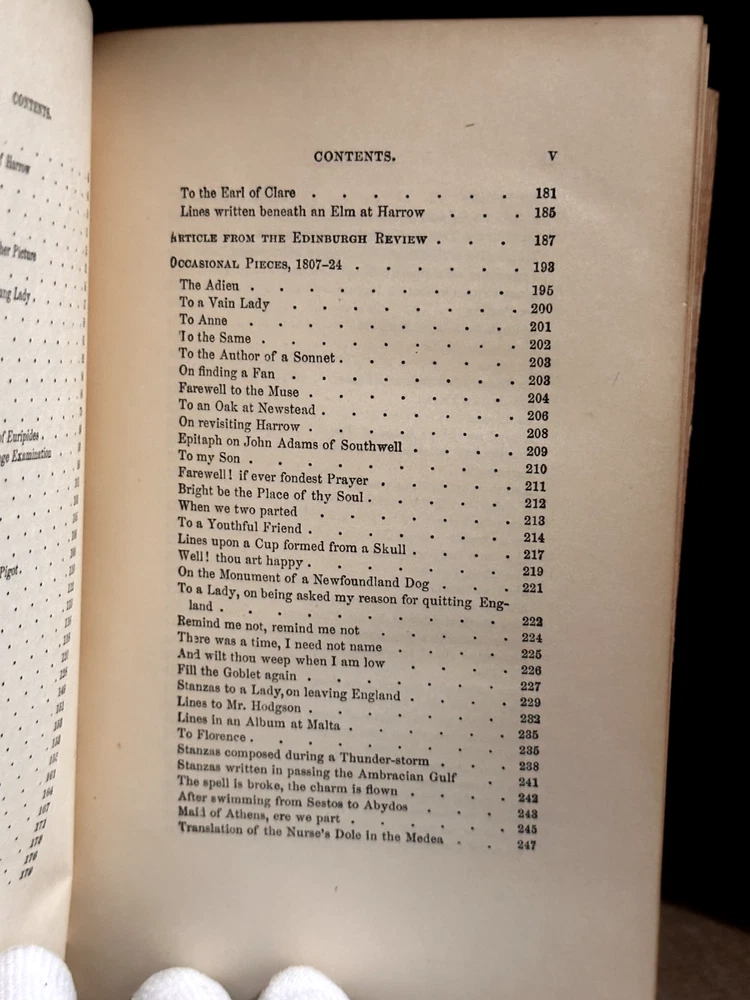 CONTENTS.
f Harrow
her Picture
ung Lady .
of Euripides .
ge Examination
Pigot .
CONTENTS. V
To the Earl of Clare . . . . . . 181
Lines written beneath an Elm at Harrow . . . 185
ARTICLE FROM THE EDINBURGH REVIEW . . . 187
OCCASIONAL PIECES, 1807–24 . . . . . . 193
The Adieu . . . . . . . 195
To a Vain Lady . . . . . . 200
To Anne . . . . . . . 201
To the Same . . . . . . . 202
To the Author of a Sonnet . . . . . 203
On finding a Fan . . . . . . 203
Farewell to the Muse . . . . . 204
To an Oak at Newstead . . . . . 206
On revisiting Harrow . . . . . 208
Epitaph on John Adams of Southwell . . . 209
To my Son . . . . . . . 210
Farewell! if ever fondest Prayer . . . . 211
Bright be the Place of thy Soul . . . . 212
When we two parted . . . . . 213
To a Youthful Friend . . . . . 214
Lines upon a Cup formed from a Skull . . . 217
Well! thou art happy . . . . . 219
On the Monument of a Newfoundland Dog . . 221
To a Lady, on being asked my reason for quitting Eng-
land . . . . . . . . 222
Remind me not, remind me not . . . . 224
There was a time, I need not name . . . 225
And wilt thou weep when I am low . . . 226
Fill the Goblet again . . . . . 227
Stanzas to a Lady, on leaving England . . . 229
Lines to Mr. Hodgson . . . . . 232
Lines in an Album at Malta . . . . 235
To Florence . . . . . . . 235
Stanzas composed during a Thunder-storm . . 238
Stanzas written in passing the Ambracian Gulf . 241
The spell is broke, the charm is flown . . . 242
After swimming from Sestos to Abydos . . . 243
Maid of Athens, ere we part . . . . 245
Translation of the Nurse's Dole in the Medea . . 247